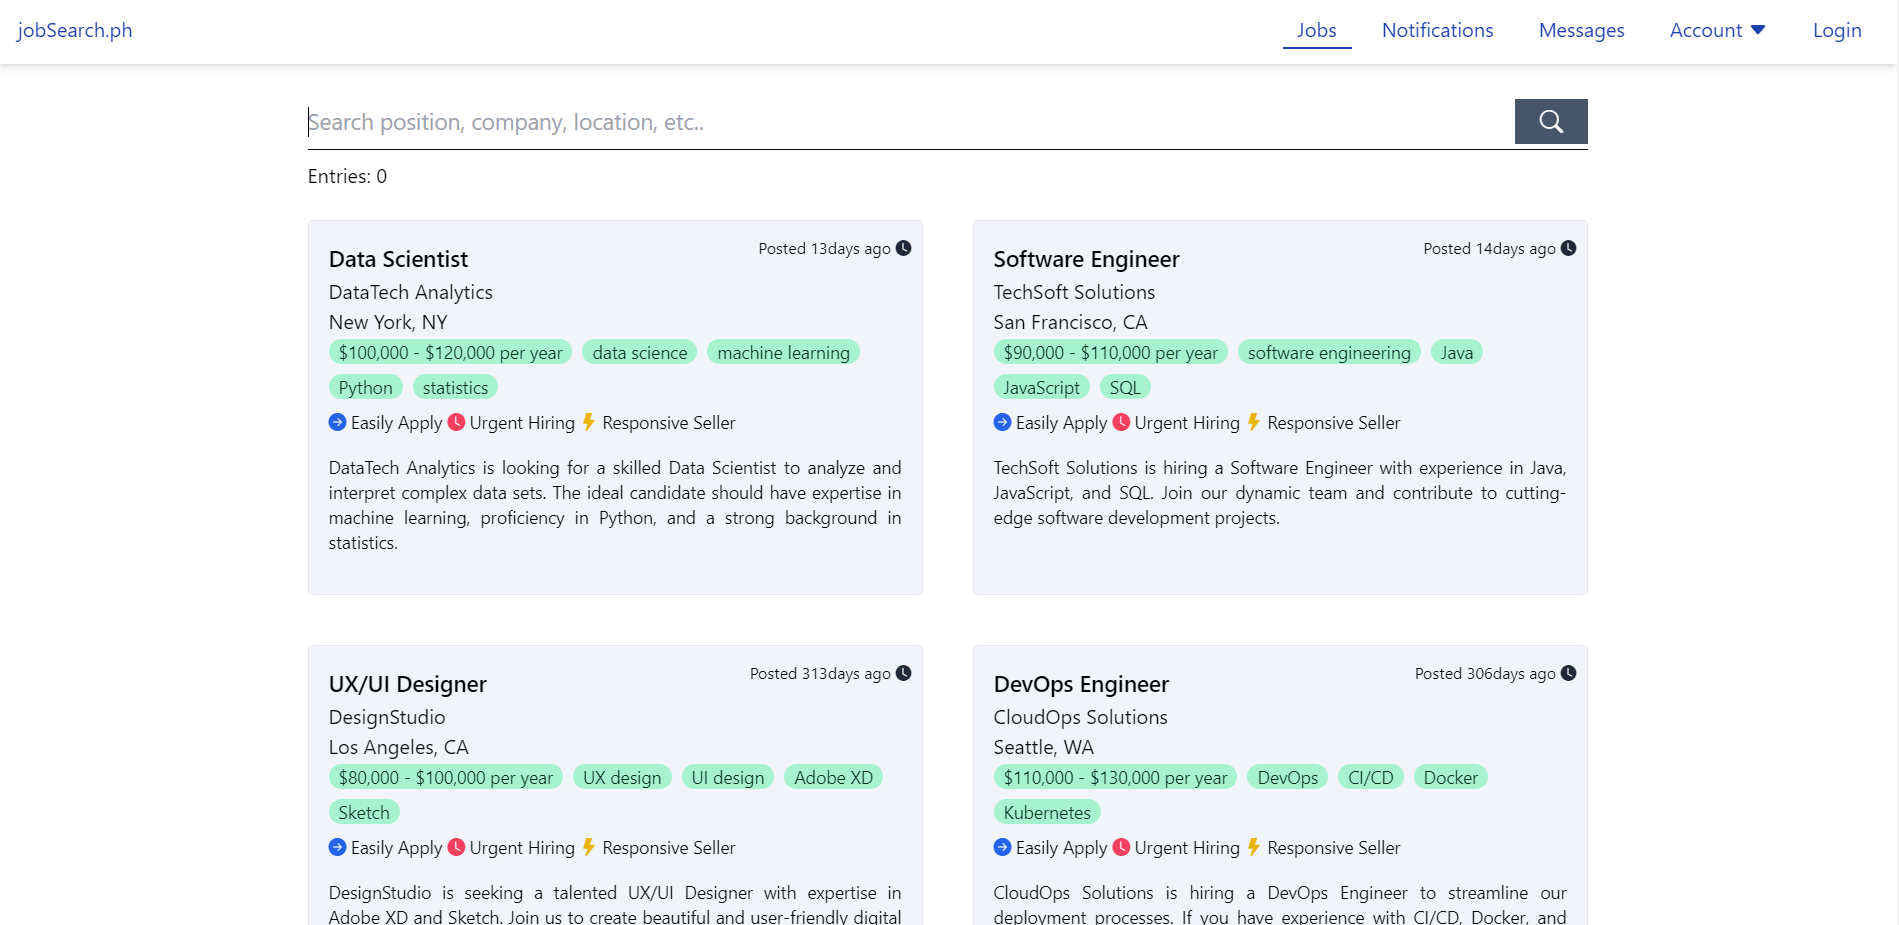 jobSearch.ph
Jobs Notifications Messages Account Login
Search position, company, location, etc..
Entries: 0
Posted 13days ago
Data Scientist
DataTech Analytics
New York, NY
$100,000 - $120,000 per year data science machine learning
Python statistics
Easily Apply Urgent Hiring Responsive Seller
DataTech Analytics is looking for a skilled Data Scientist to analyze and
interpret complex data sets. The ideal candidate should have expertise in
machine learning, proficiency in Python, and a strong background in
statistics.
Posted 14days ago
Software Engineer
TechSoft Solutions
San Francisco, CA
$90,000 - $110,000 per year software engineering Java
JavaScript SQL
Easily Apply Urgent Hiring Responsive Seller
TechSoft Solutions is hiring a Software Engineer with experience in Java,
JavaScript, and SQL. Join our dynamic team and contribute to cutting-
edge software development projects.
Posted 313days ago
UX/UI Designer
DesignStudio
Los Angeles, CA
$80,000 - $100,000 per year UX design UI design Adobe XD
Sketch
Easily Apply Urgent Hiring Responsive Seller
DesignStudio is seeking a talented UX/UI Designer with expertise in
Adobe XD and Sketch. Join us to create beautiful and user-friendly digital
Posted 306days ago
DevOps Engineer
CloudOps Solutions
Seattle, WA
$110,000 - $130,000 per year DevOps CI/CD Docker
Kubernetes
Easily Apply Urgent Hiring Responsive Seller
CloudOps Solutions is hiring a DevOps Engineer to streamline our
deployment processes. If you have experience with CI/CD, Docker, and